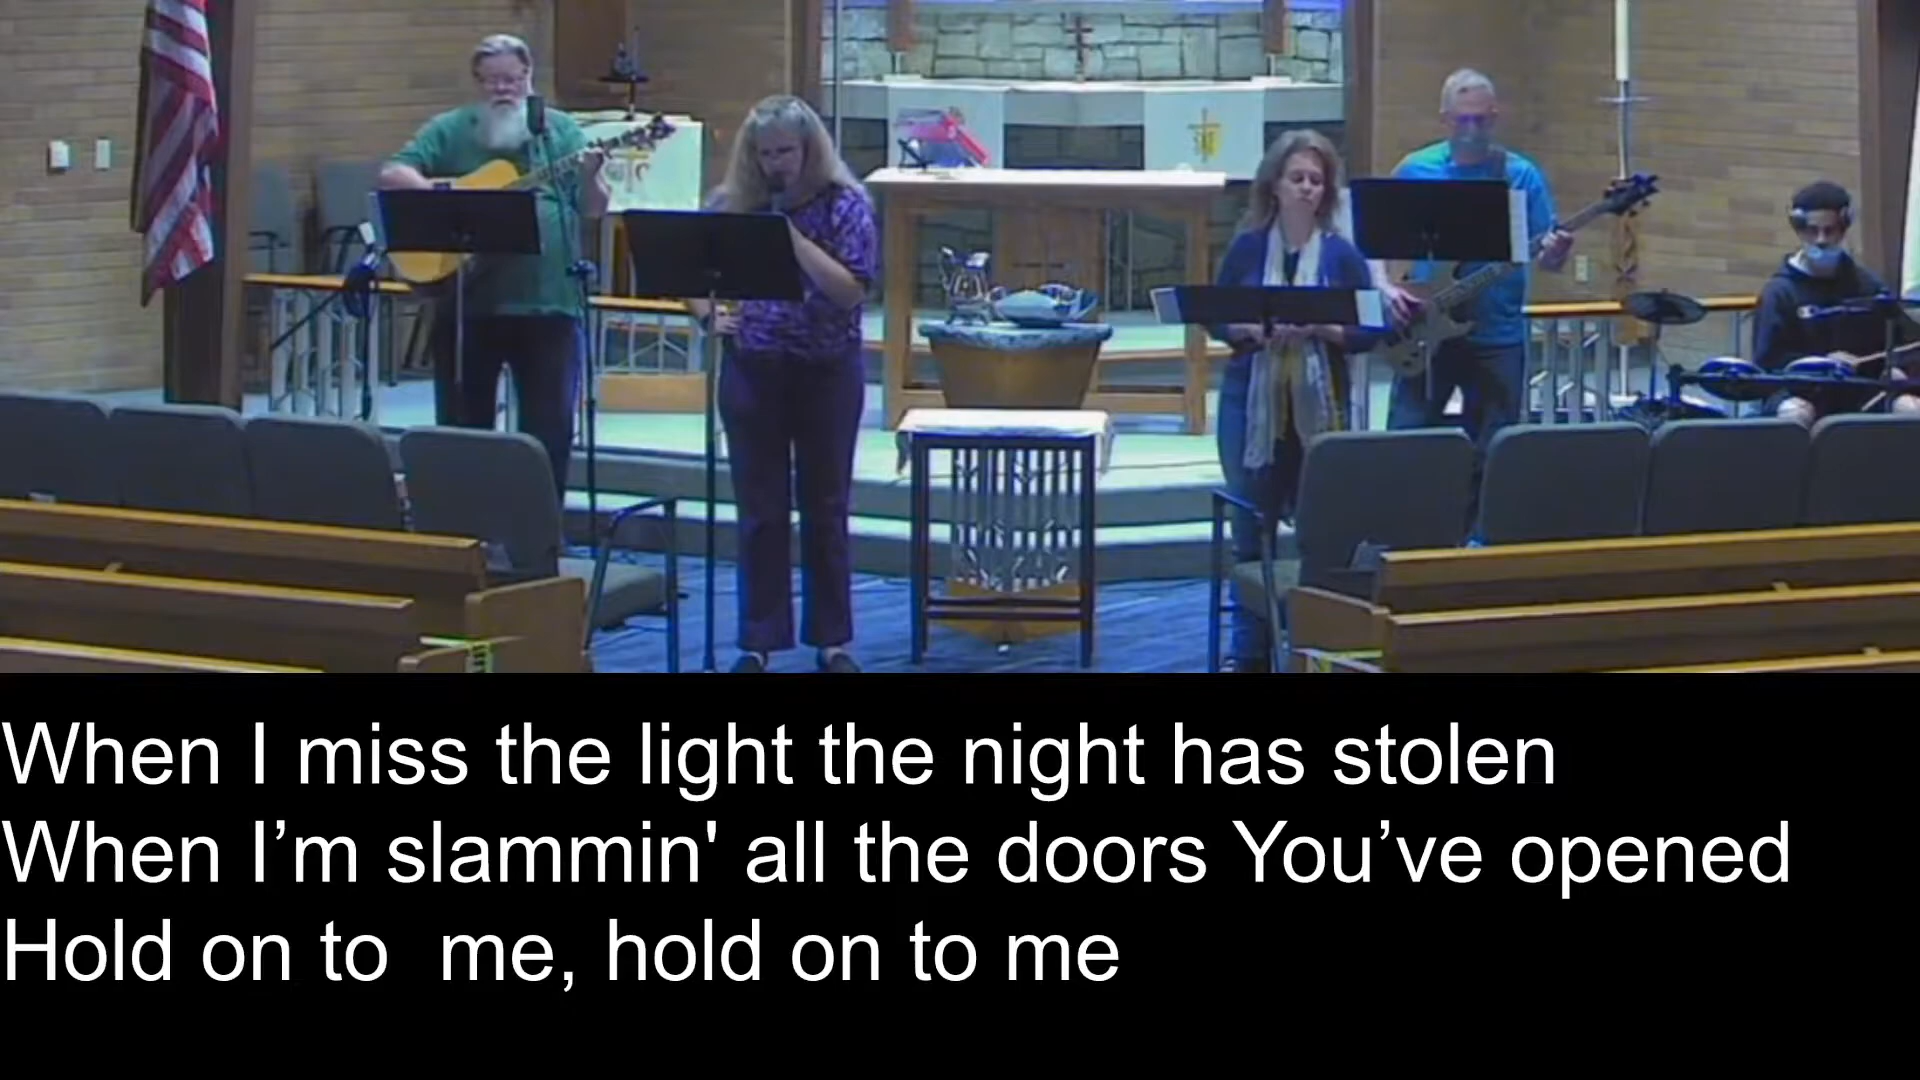 When I miss the light the night has stolen
When I’m slammin' all the doors You’ve opened
Hold on to  me, hold on to me